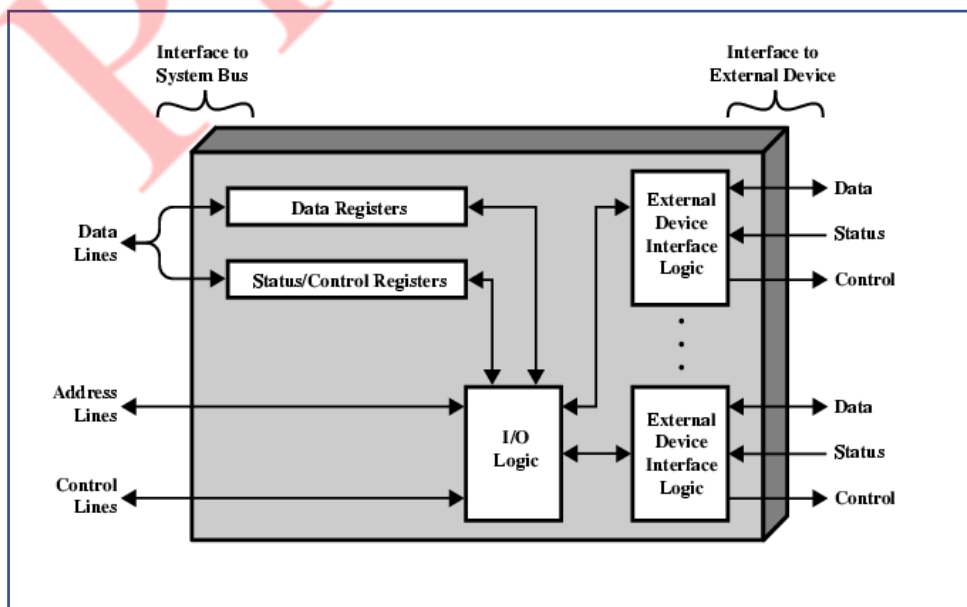 Interface to
System Bus
Interface to
External Device
Data Registers
External
Device
Interface
Logic
Data
Status
Control
Data
Lines
Status/Control Registers
Address
Lines
I/O
Logic
External
Device
Interface
Logic
Data
Status
Control
Control
Lines